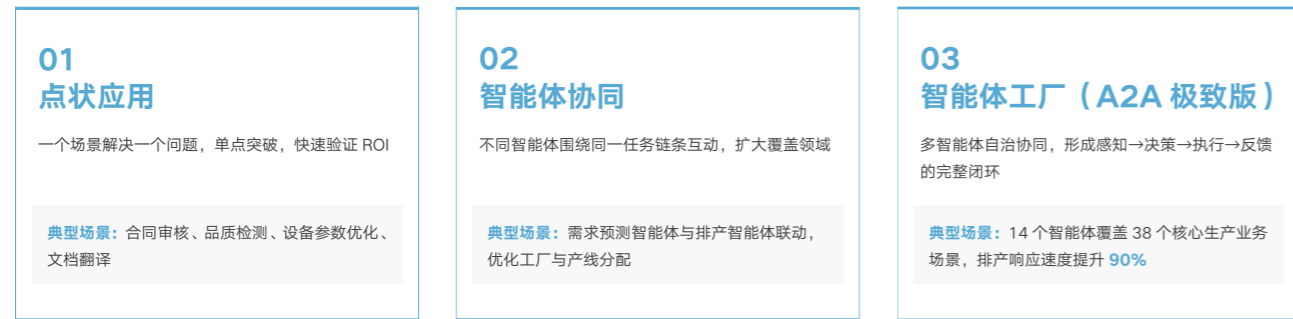 01
点状应用
一个场景解决一个问题，单点突破，快速验证 ROI
典型场景：合同审核、品质检测、设备参数优化、
文档翻译
02
智能体协同
不同智能体围绕同一任务链条互动，扩大覆盖领域
典型场景：需求预测智能体与排产智能体联动，
优化工厂与产线分配
03
智能体工厂（A2A 极致版）
多智能体自治协同，形成感知→决策→执行→反馈
的完整闭环
典型场景：14 个智能体覆盖 38 个核心生产业务
场景，排产响应速度提升 90%